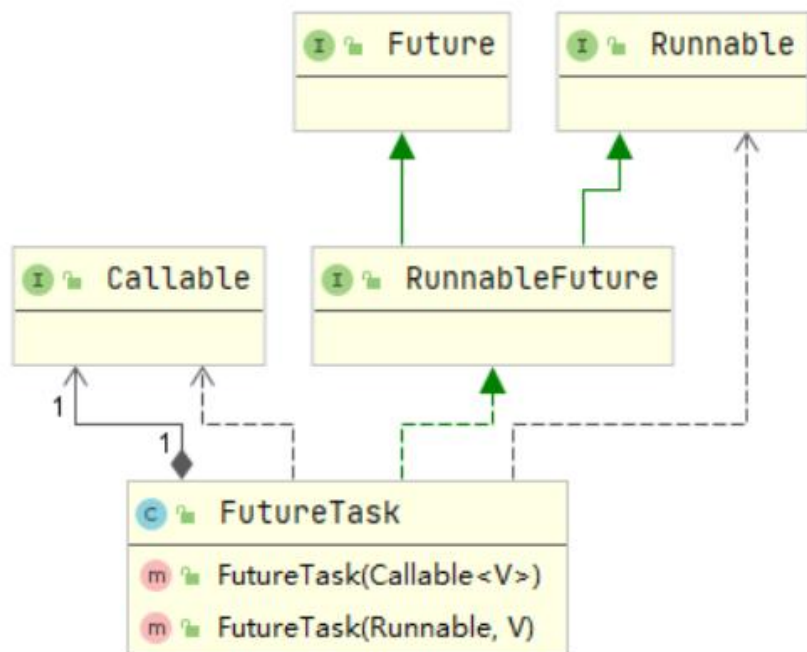 I Future
I Runnable
I Callable
I RunnableFuture
1
1
C FutureTask
m FutureTask(Callable<V>)
m FutureTask(Runnable, V)